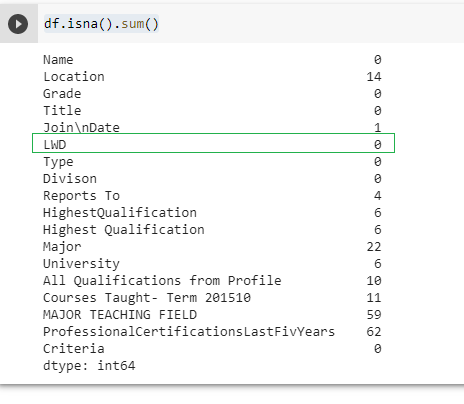 df.isna().sum()
Name 0
Location 14
Grade 0
Title 0
Join\nDate 1
LWD 0
Type 0
Divison 0
Reports To 4
HighestQualification 6
Highest Qualification 6
Major 22
University 6
All Qualifications from Profile 10
Courses Taught- Term 201510 11
MAJOR TEACHING FIELD 59
ProfessionalCertificationsLastFivYears 62
Criteria 0
dtype: int64